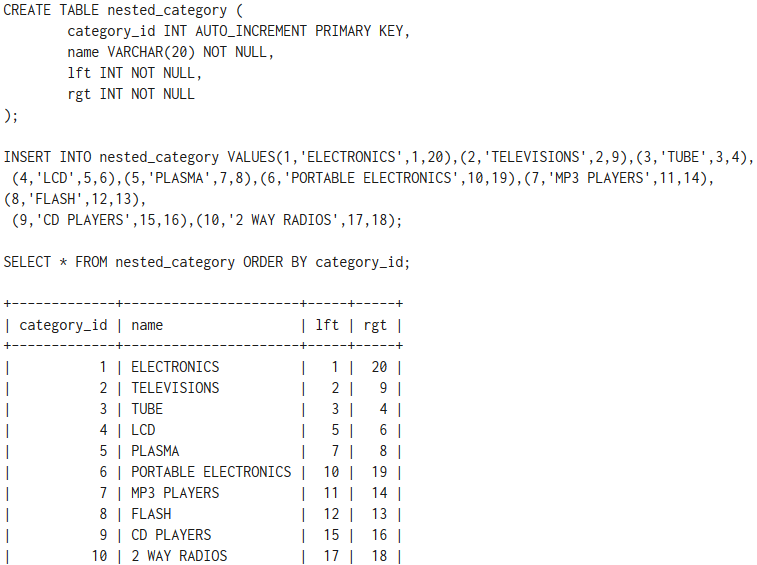 CREATE TABLE nested_category (
        category_id INT AUTO_INCREMENT PRIMARY KEY,
        name VARCHAR(20) NOT NULL,
        lft INT NOT NULL,
        rgt INT NOT NULL
);

INSERT INTO nested_category VALUES(1,'ELECTRONICS',1,20),(2,'TELEVISIONS',2,9),(3,'TUBE',3,4),
 (4,'LCD',5,6),(5,'PLASMA',7,8),(6,'PORTABLE ELECTRONICS',10,19),(7,'MP3 PLAYERS',11,14),
(8,'FLASH',12,13),
 (9,'CD PLAYERS',15,16),(10,'2 WAY RADIOS',17,18);

SELECT * FROM nested_category ORDER BY category_id;

+-------------+----------------------+-----+-----+
| category_id | name                 | lft | rgt |
+-------------+----------------------+-----+-----+
|           1 | ELECTRONICS          |   1 |  20 |
|           2 | TELEVISIONS          |   2 |   9 |
|           3 | TUBE                 |   3 |   4 |
|           4 | LCD                  |   5 |   6 |
|           5 | PLASMA               |   7 |   8 |
|           6 | PORTABLE ELECTRONICS |  10 |  19 |
|           7 | MP3 PLAYERS          |  11 |  14 |
|           8 | FLASH                |  12 |  13 |
|           9 | CD PLAYERS           |  15 |  16 |
|          10 | 2 WAY RADIOS         |  17 |  18 |